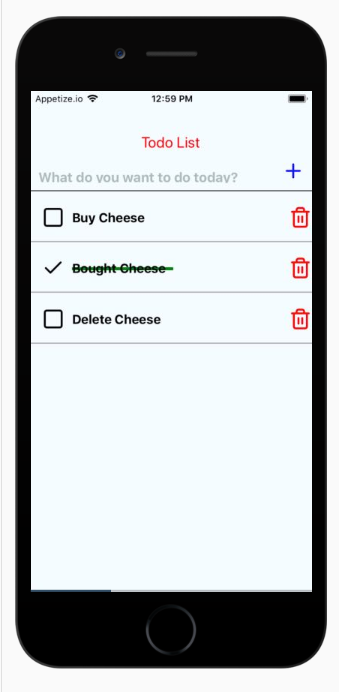 Appetize.io 12:59 PM
Todo List
What do you want to do today? +
Buy Cheese
Bought Cheese
Delete Cheese